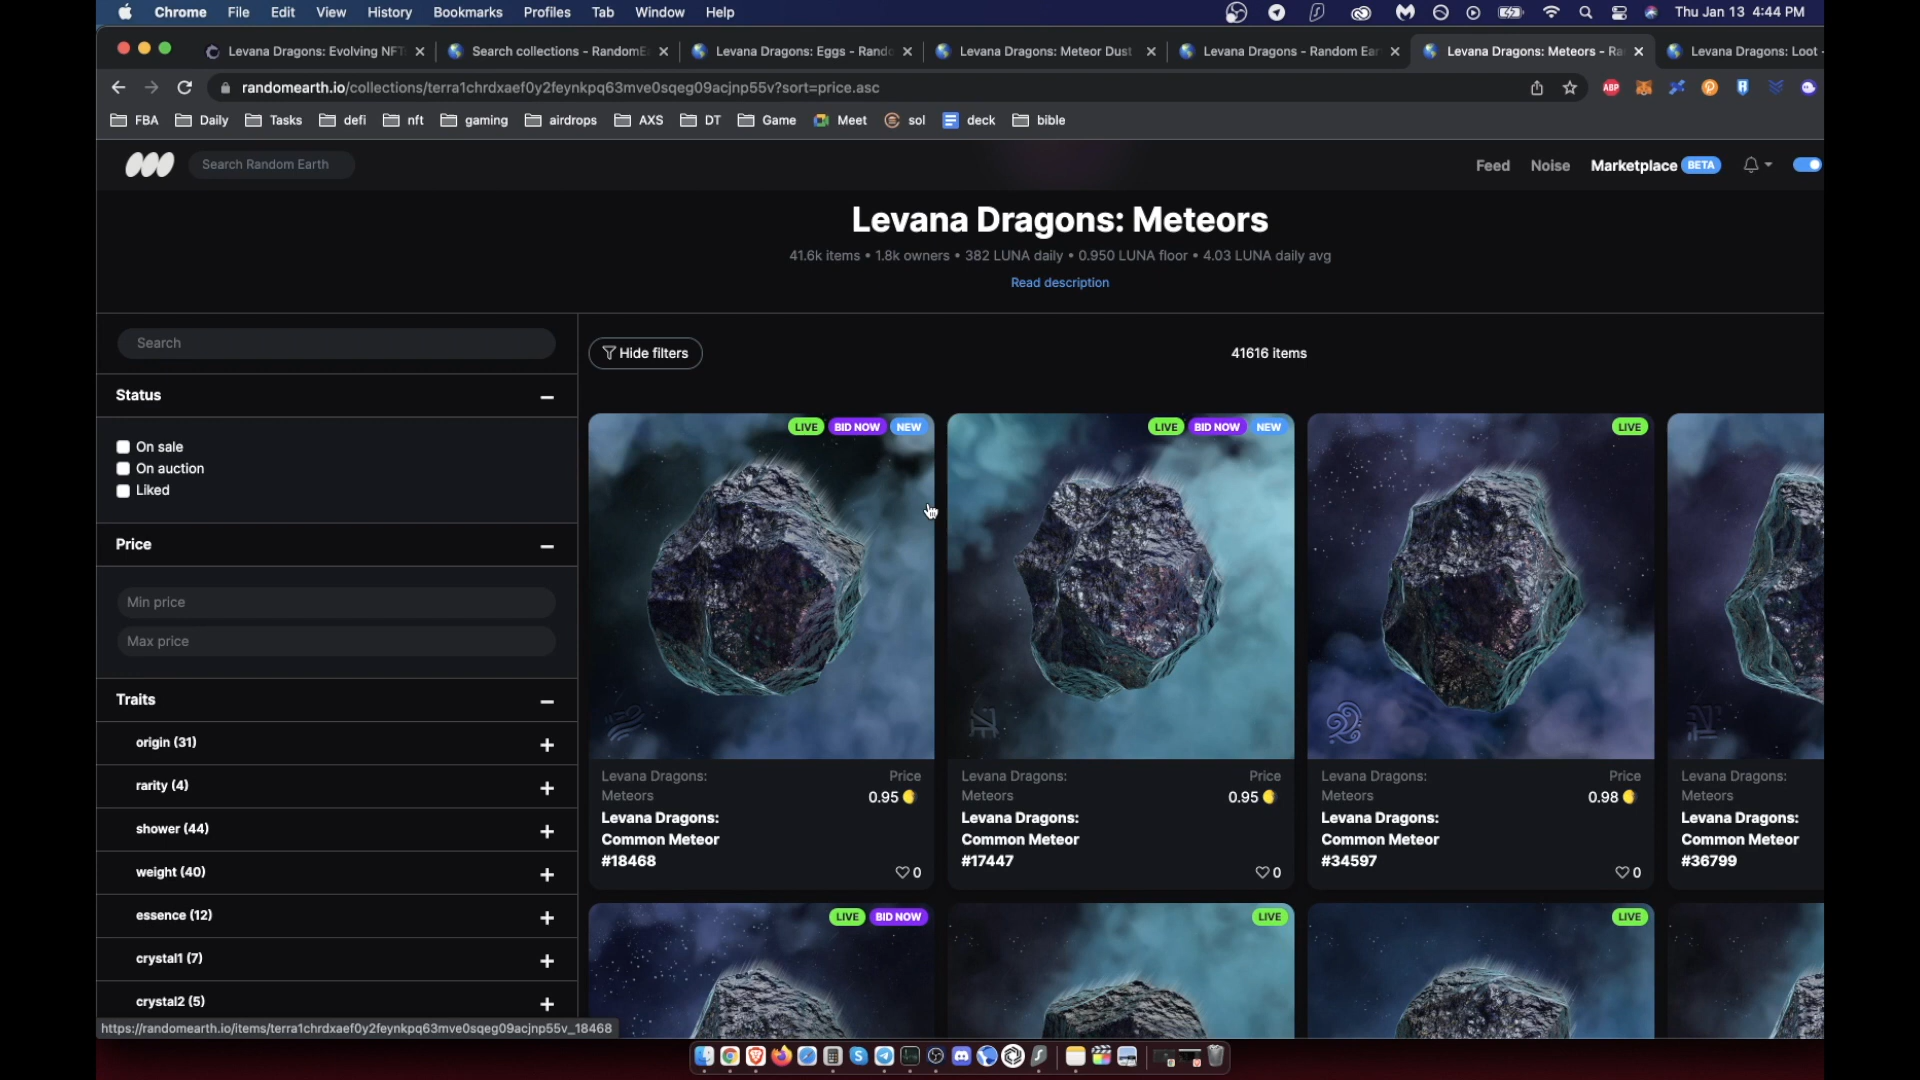 Chrome File Edit View History Bookmarks Profiles Tab Window Help
Thu Jan 13 4:44 PM
Levana Dragons: Evolving NFT
Search collections - RandomE
Levana Dragons: Eggs - Rand
Levana Dragons: Meteor Dust
Levana Dragons - Random Ear
Levana Dragons: Meteors - Ra
Levana Dragons: Loot -
randomearth.io/collections/terra1chrdxaef0y2feynkpq63mve0sqeg09acjnp55v?sort=price.asc
ABP
FBA Daily Tasks defi nft gaming airdrops AXS DT Game Meet sol deck bible
Search Random Earth
Feed Noise Marketplace BETA
Levana Dragons: Meteors
41.6k items • 1.8k owners • 382 LUNA daily • 0.950 LUNA floor • 4.03 LUNA daily avg
Read description
Search
Hide filters
41616 items
Status
On sale
On auction
Liked
Price
Min price
Max price
Traits
origin (31)
rarity (4)
shower (44)
weight (40)
essence (12)
crystal1 (7)
crystal2 (5)
LIVE BID NOW NEW
Levana Dragons: Meteors
Price
0.95
Levana Dragons:
Common Meteor
#18468
0
LIVE BID NOW NEW
Levana Dragons: Meteors
Price
0.95
Levana Dragons:
Common Meteor
#17447
0
LIVE
Levana Dragons: Meteors
Price
0.98
Levana Dragons:
Common Meteor
#34597
0
Levana Dragons: Meteors
Levana Dragons:
Common Meteor
#36799
LIVE BID NOW
LIVE
LIVE
https://randomearth.io/items/terra1chrdxaef0y2feynkpq63mve0sqeg09acjnp55v_18468